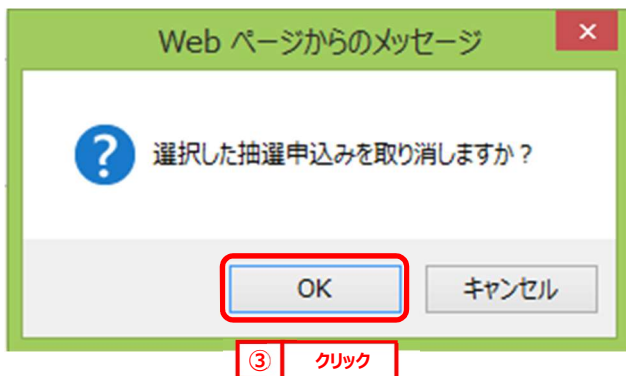 Web ページからのメッセージ
選択した抽選申込みを取り消しますか？
OK
キャンセル
③ クリック